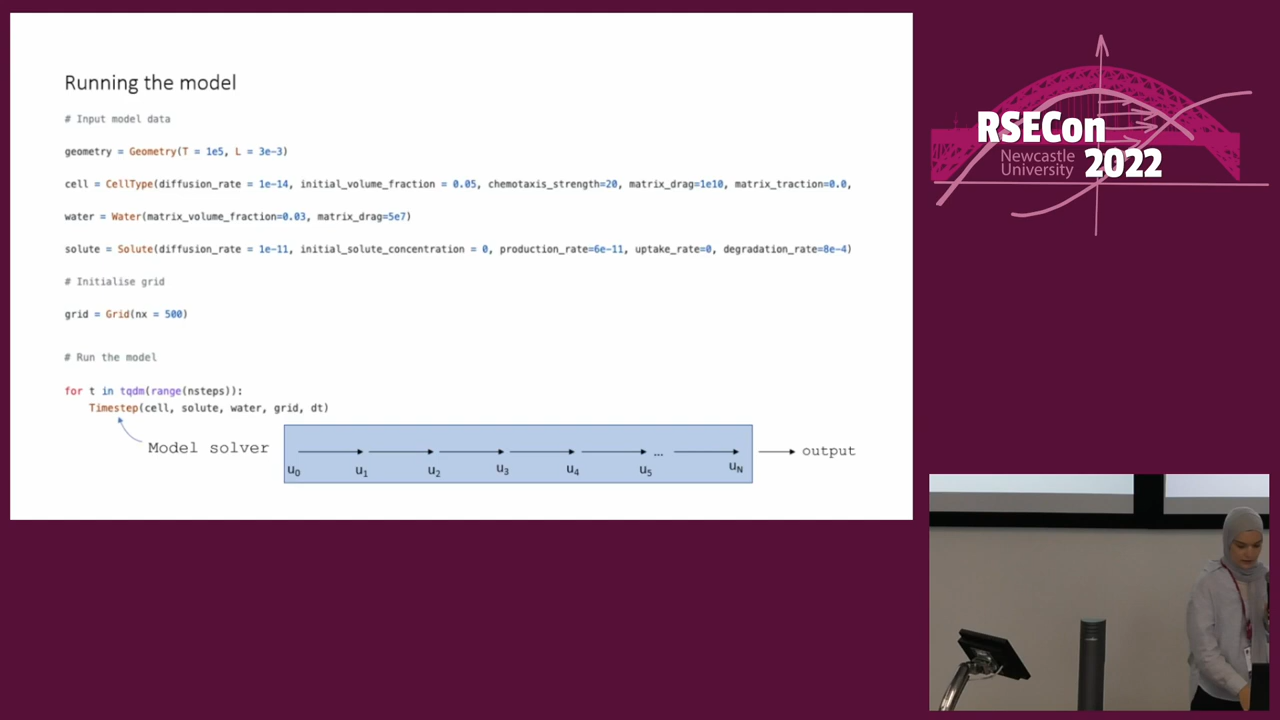 Running the model
# Input model data
geometry = Geometry(T = 1e5, L = 3e-3)
cell = CellType(diffusion_rate = 1e-14, initial_volume_fraction = 0.05, chemotaxis_strength=20, matrix_drag=1e10, matrix_traction=0.0,
water = Water(matrix_volume_fraction=0.03, matrix_drag=5e7)
solute = Solute(diffusion_rate = 1e-11, initial_solute_concentration = 0, production_rate=6e-11, uptake_rate=0, degradation_rate=8e-4)
# Initialise grid
grid = Grid(nx = 500)
# Run the model
for t in tqdm(range(nsteps)):
Timestep(cell, solute, water, grid, dt)
Model solver
u0 u1 u2 u3 u4 u5 ... uN
output
RSECon
Newcastle
University
2022